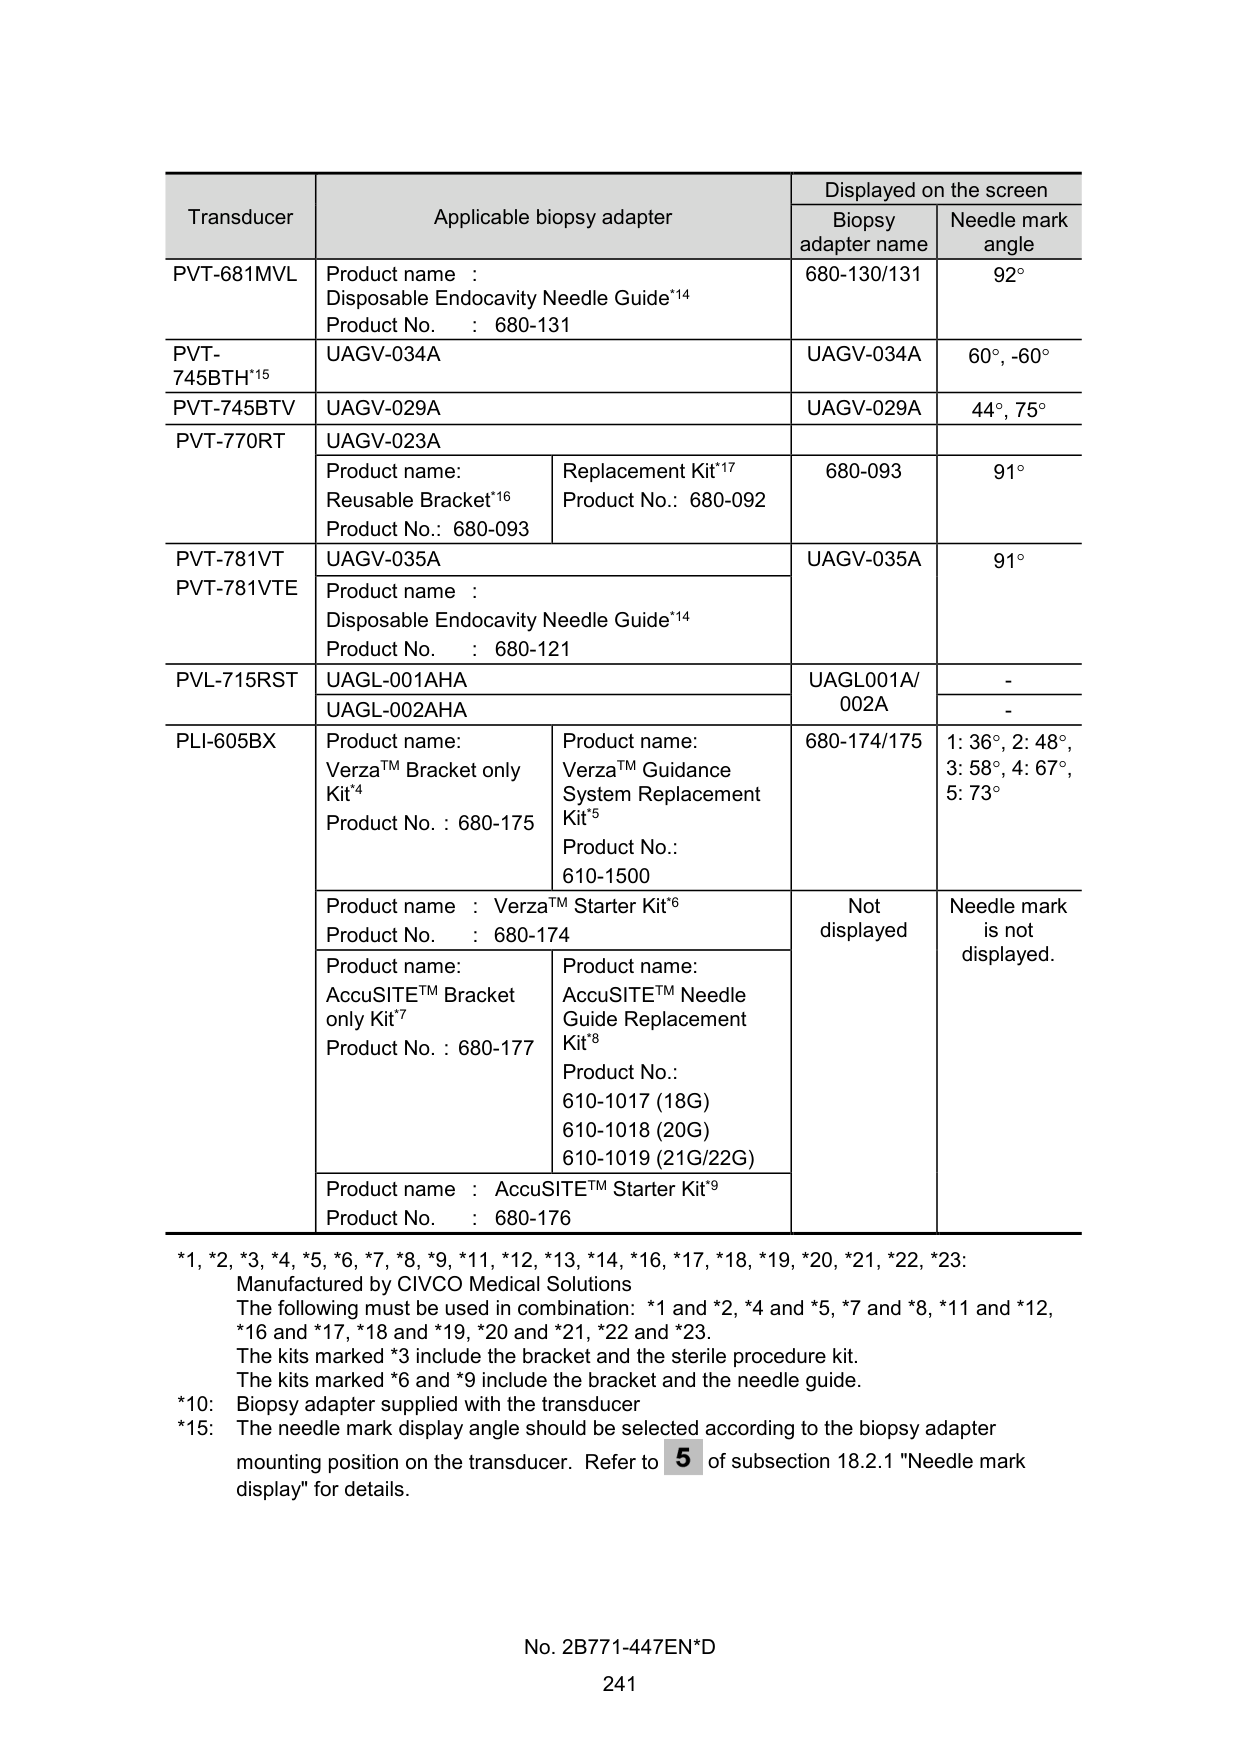 Transducer
Applicable biopsy adapter
Displayed on the screen
Biopsy
adapter name
Needle mark
angle
PVT-681MVL
Product name :
Disposable Endocavity Needle Guide*14
Product No. : 680-131
680-130/131
92°
PVT-
745BTH*15
UAGV-034A
UAGV-034A
60°, -60°
PVT-745BTV
UAGV-029A
UAGV-029A
44°, 75°
PVT-770RT
UAGV-023A
Product name:
Reusable Bracket*16
Product No.: 680-093
Replacement Kit*17
Product No.: 680-092
680-093
91°
PVT-781VT
PVT-781VTE
UAGV-035A
UAGV-035A
91°
Product name :
Disposable Endocavity Needle Guide*14
Product No. : 680-121
PVL-715RST
UAGL-001AHA
UAGL001A/
002A
-
UAGL-002AHA
-
PLI-605BX
Product name:
Verza™ Bracket only
Kit*4
Product No. : 680-175
Product name:
Verza™ Guidance
System Replacement
Kit*5
Product No.:
610-1500
680-174/175
1: 36°, 2: 48°,
3: 58°, 4: 67°,
5: 73°
Product name : Verza™ Starter Kit*6
Product No. : 680-174
Not
displayed
Needle mark
is not
displayed.
Product name:
AccuSITE™ Bracket
only Kit*7
Product No. : 680-177
Product name:
AccuSITE™ Needle
Guide Replacement
Kit*8
Product No.:
610-1017 (18G)
610-1018 (20G)
610-1019 (21G/22G)
Product name : AccuSITE™ Starter Kit*9
Product No. : 680-176
*1, *2, *3, *4, *5, *6, *7, *8, *9, *11, *12, *13, *14, *16, *17, *18, *19, *20, *21, *22, *23:
Manufactured by CIVCO Medical Solutions
The following must be used in combination: *1 and *2, *4 and *5, *7 and *8, *11 and *12,
*16 and *17, *18 and *19, *20 and *21, *22 and *23.
The kits marked *3 include the bracket and the sterile procedure kit.
The kits marked *6 and *9 include the bracket and the needle guide.
*10: Biopsy adapter supplied with the transducer
*15: The needle mark display angle should be selected according to the biopsy adapter
mounting position on the transducer. Refer to 5 of subsection 18.2.1 "Needle mark
display" for details.
No. 2B771-447EN*D
241